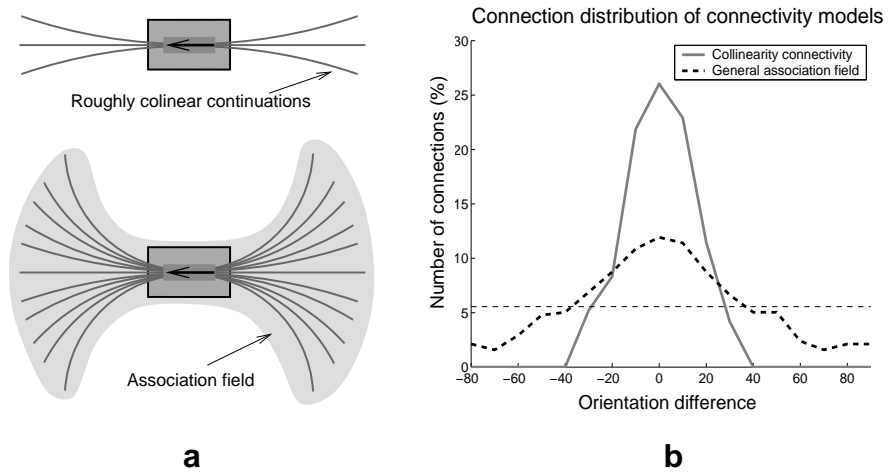 Roughly colinear continuations
Association field
a
Connection distribution of connectivity models
Collinearity connectivity
General association field
Number of connections (%)
30
25
20
15
10
5
0
−80 −60 −40 −20 0 20 40 60 80
Orientation difference
b